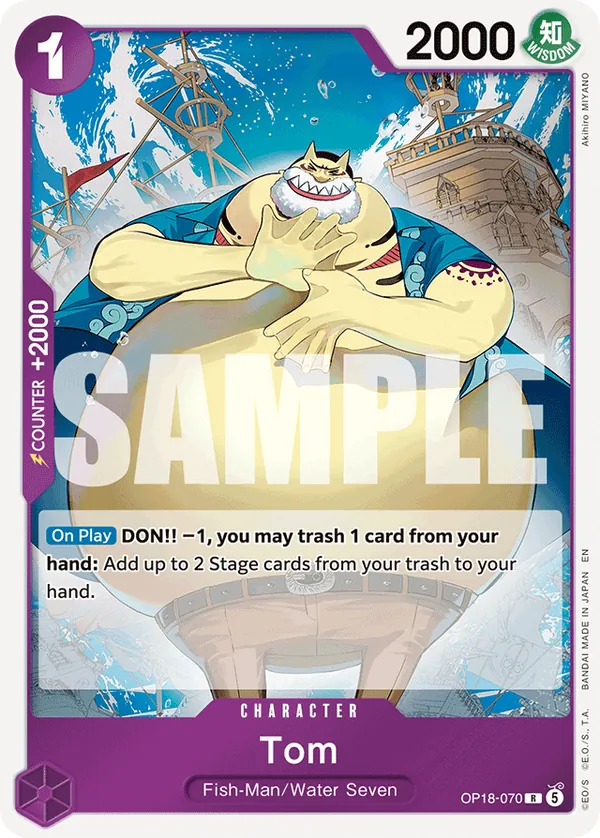 1
2000
知
WISDOM
Akihiro MIYANO
COUNTER +2000
SAMPLE
On Play DON!! −1, you may trash 1 card from your
hand: Add up to 2 Stage cards from your trash to your
hand.
CHARACTER
Tom
Fish-Man/Water Seven
OP18-070 R 5
©E.O/S ©E.O./S., T.A. BANDAI MADE IN JAPAN EN